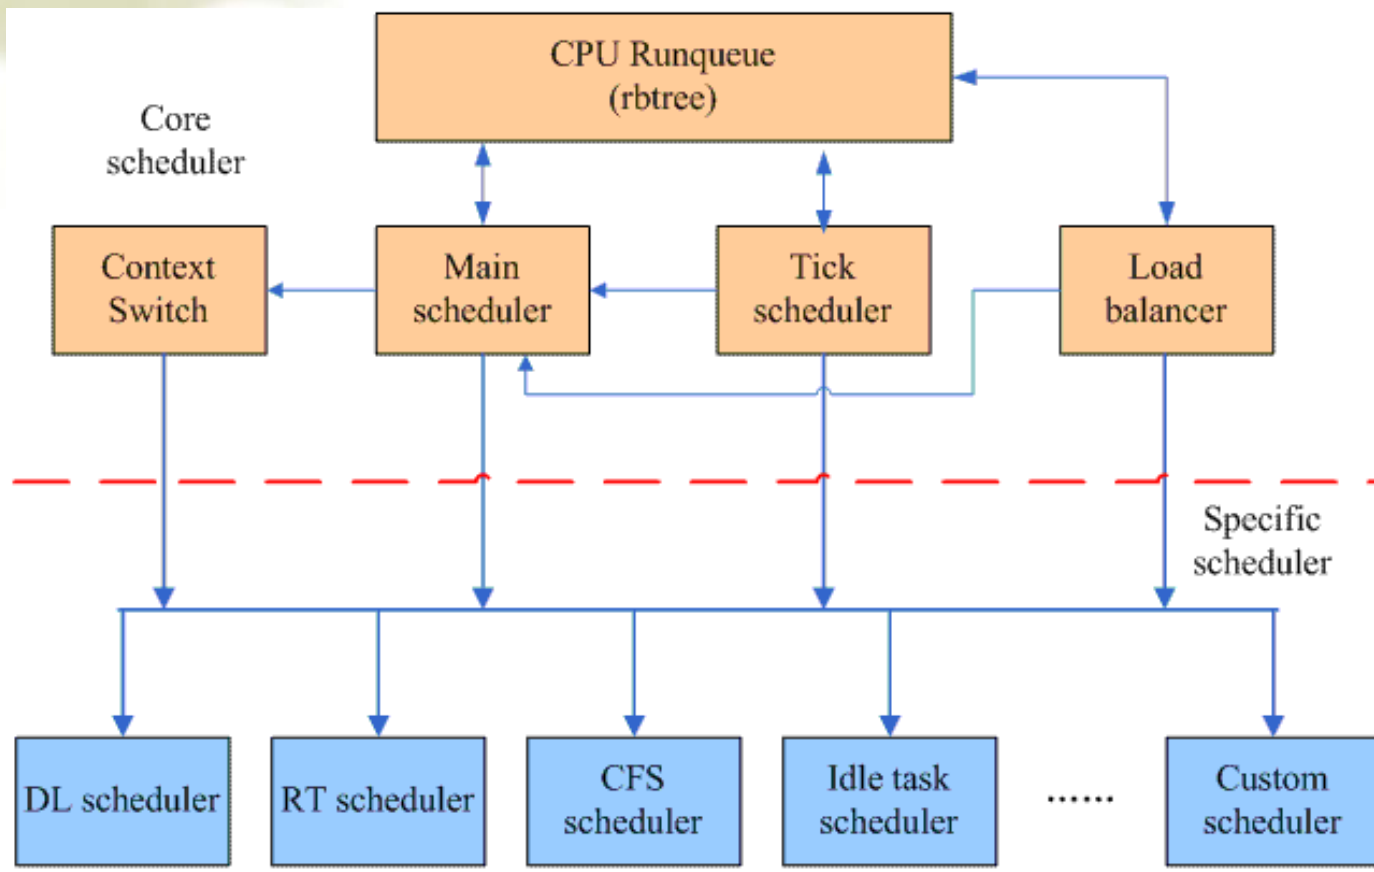 CPU Runqueue
(rbtree)
Core
scheduler
Context
Switch
Main
scheduler
Tick
scheduler
Load
balancer
Specific
scheduler
DL scheduler
RT scheduler
CFS
scheduler
Idle task
scheduler
......
Custom
scheduler